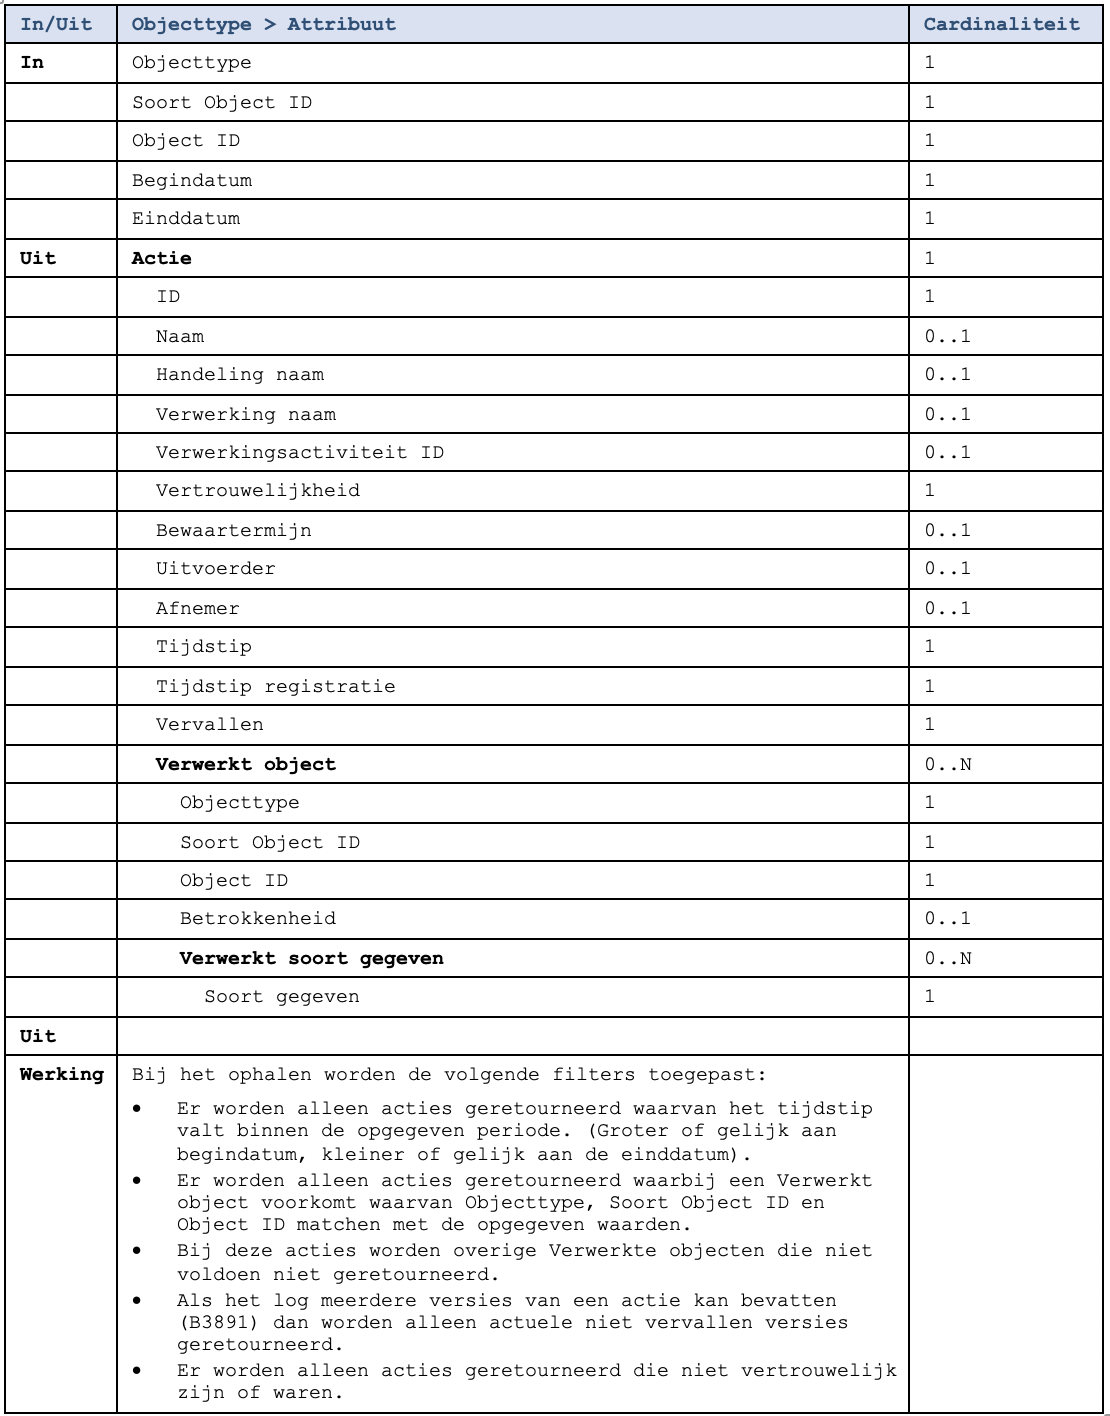 In/Uit Objecttype > Attribuut Cardinaliteit
In Objecttype 1
Soort Object ID 1
Object ID 1
Begindatum 1
Einddatum 1
Uit Actie 1
ID 1
Naam 0..1
Handeling naam 0..1
Verwerking naam 0..1
Verwerkingsactiviteit ID 0..1
Vertrouwelijkheid 1
Bewaartermijn 0..1
Uitvoerder 0..1
Afnemer 0..1
Tijdstip 1
Tijdstip registratie 1
Vervallen 1
Verwerkt object 0..N
Objecttype 1
Soort Object ID 1
Object ID 1
Betrokkenheid 0..1
Verwerkt soort gegeven 0..N
Soort gegeven 1
Uit
Werking Bij het ophalen worden de volgende filters toegepast:
• Er worden alleen acties geretourneerd waarvan het tijdstip
valt binnen de opgegeven periode. (Groter of gelijk aan
begindatum, kleiner of gelijk aan de einddatum).
• Er worden alleen acties geretourneerd waarbij een Verwerkt
object voorkomt waarvan Objecttype, Soort Object ID en
Object ID matchen met de opgegeven waarden.
• Bij deze acties worden overige Verwerkte objecten die niet
voldoen niet geretourneerd.
• Als het log meerdere versies van een actie kan bevatten
(B3891) dan worden alleen actuele niet vervallen versies
geretourneerd.
• Er worden alleen acties geretourneerd die niet vertrouwelijk
zijn of waren.